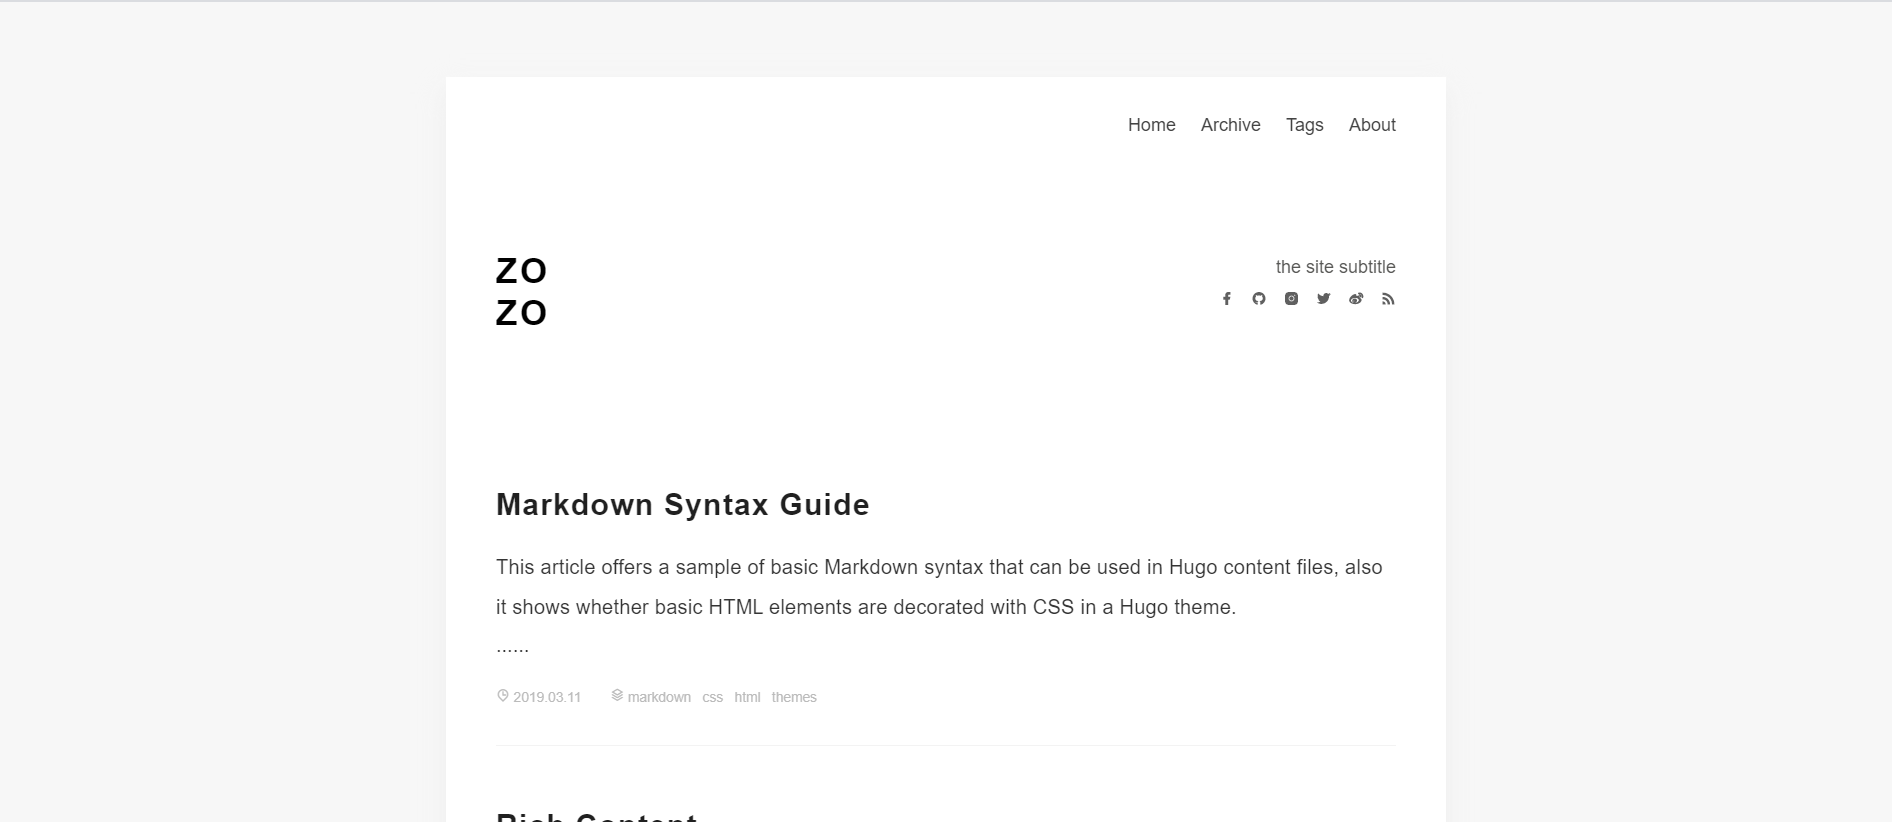 Home Archive Tags About
ZO
ZO
the site subtitle
Markdown Syntax Guide
This article offers a sample of basic Markdown syntax that can be used in Hugo content files, also
it shows whether basic HTML elements are decorated with CSS in a Hugo theme.
......
2019.03.11 markdown css html themes
Rich Content